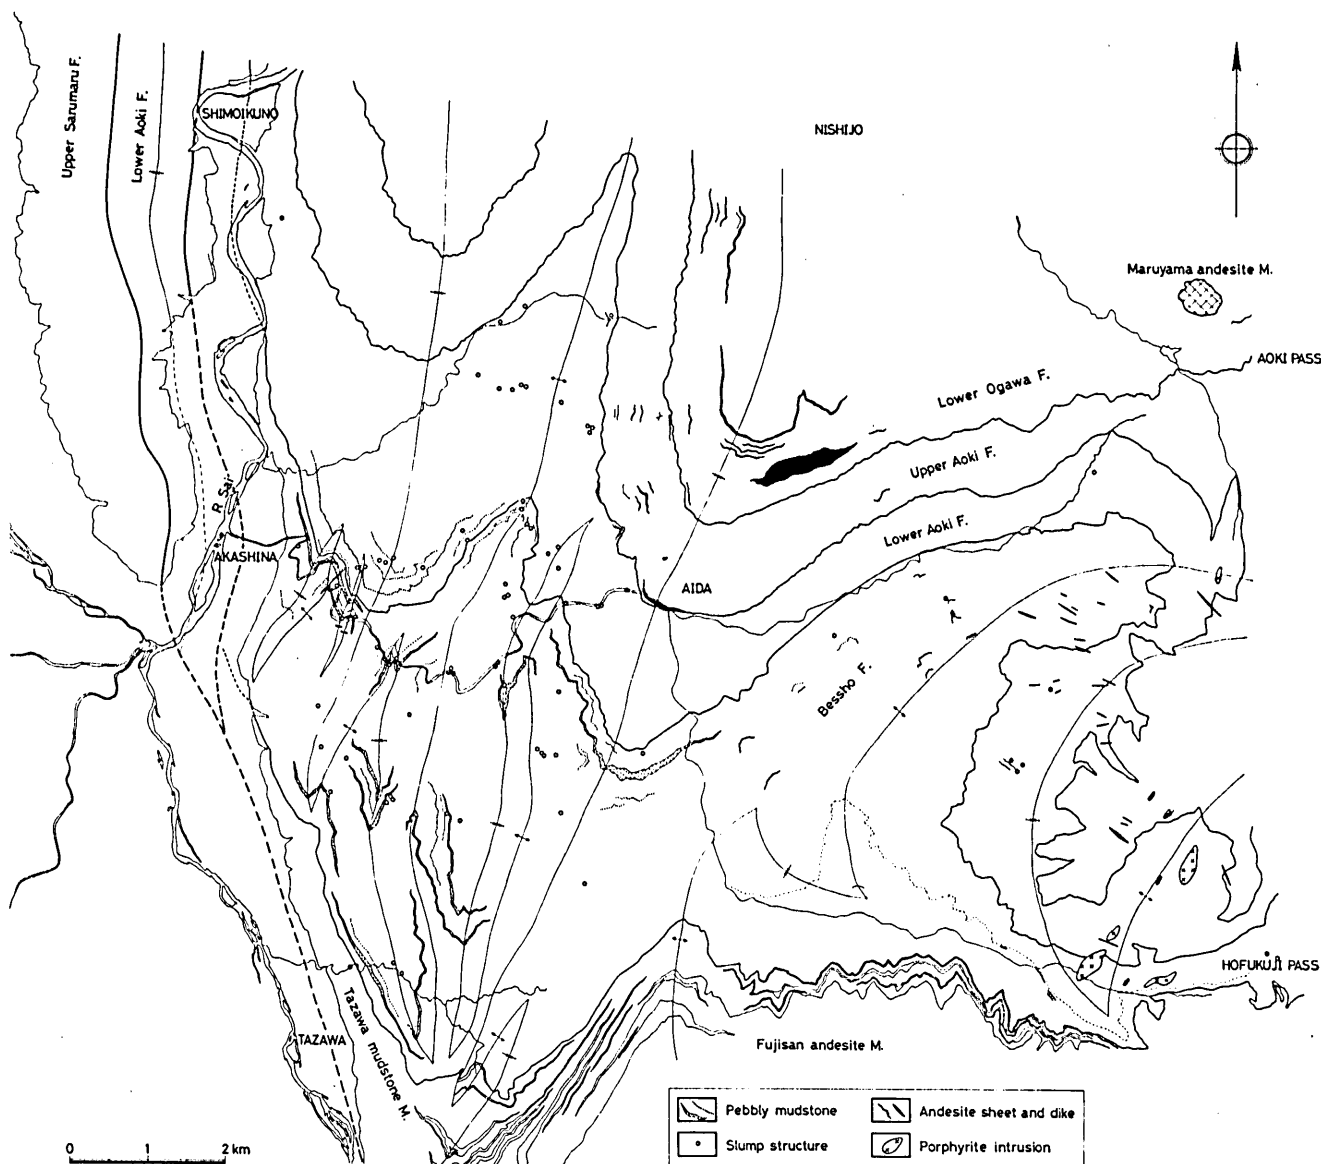 Upper Sarumaru F.
Lower Aoki F.
SHIMOIKUNO
NISHIJO
Maruyama andesite M.
AOKI PASS
Lower Ogawa F.
Upper Aoki F.
Lower Aoki F.
R. Sai
AKASHINA
AIDA
Bessho F.
HOFUKUJI PASS
Tazawa mudstone M.
TAZAWA
Fujisan andesite M.
Pebbly mudstone
Andesite sheet and dike
Slump structure
Porphyrite intrusion
0 1 2 km